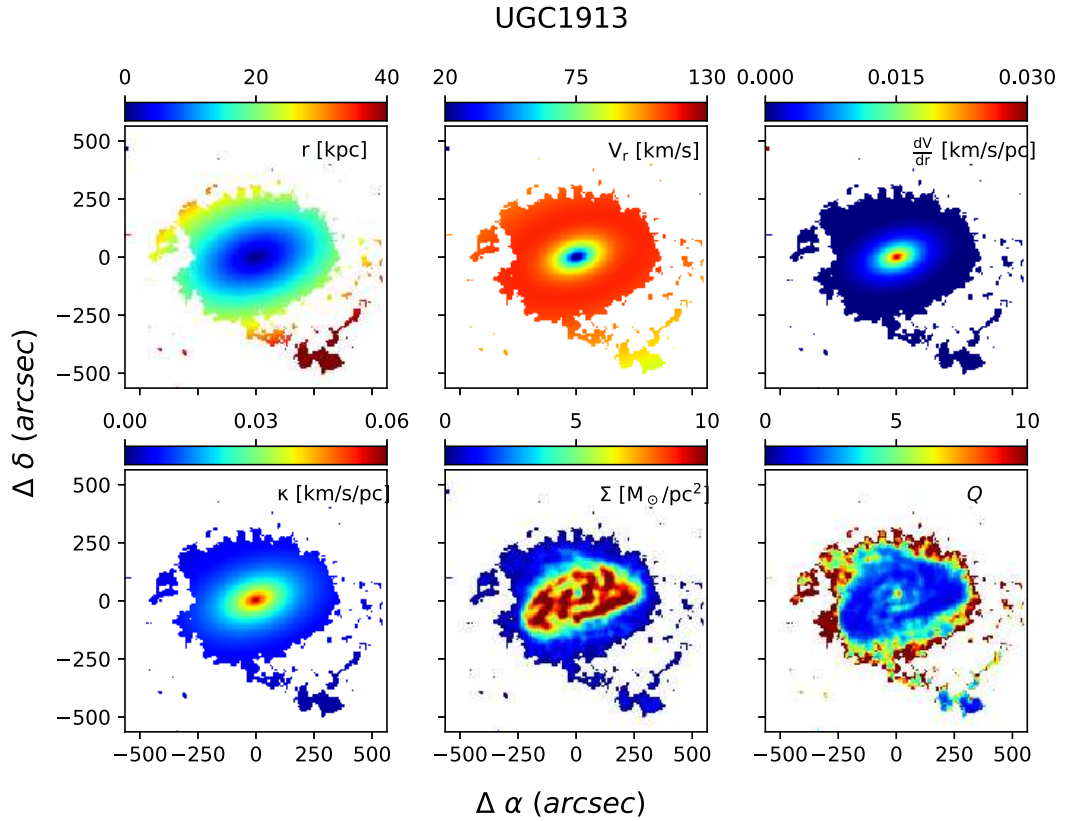 UGC1913
0 20 40 20 75 130 0.000 0.015 0.030
r [kpc] V_r [km/s] dV/dr [km/s/pc]
500
250
0
−250
−500
0.00 0.03 0.06 0 5 10 0 5 10
κ [km/s/pc] Σ [M⊙/pc²] Q
500
250
0
−250
−500
−500 −250 0 250 500 −500 −250 0 250 500 −500 −250 0 250 500
Δ δ (arcsec)
Δ α (arcsec)